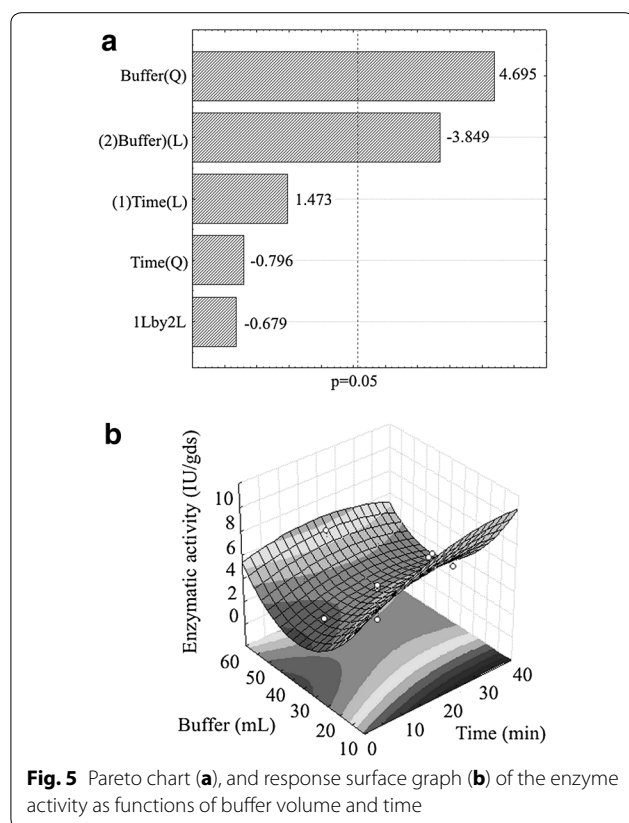 a
Buffer(Q)
4.695
(2)Buffer)(L)
-3.849
(1)Time(L)
1.473
Time(Q)
-0.796
1Lby2L
-0.679
p=0.05
b
Enzymatic activity (IU/gds)
10
8
6
4
2
0
60
50
40
30
20
10
Buffer (mL)
0
10
20
30
40
Time (min)
Fig. 5 Pareto chart (a), and response surface graph (b) of the enzyme
activity as functions of buffer volume and time